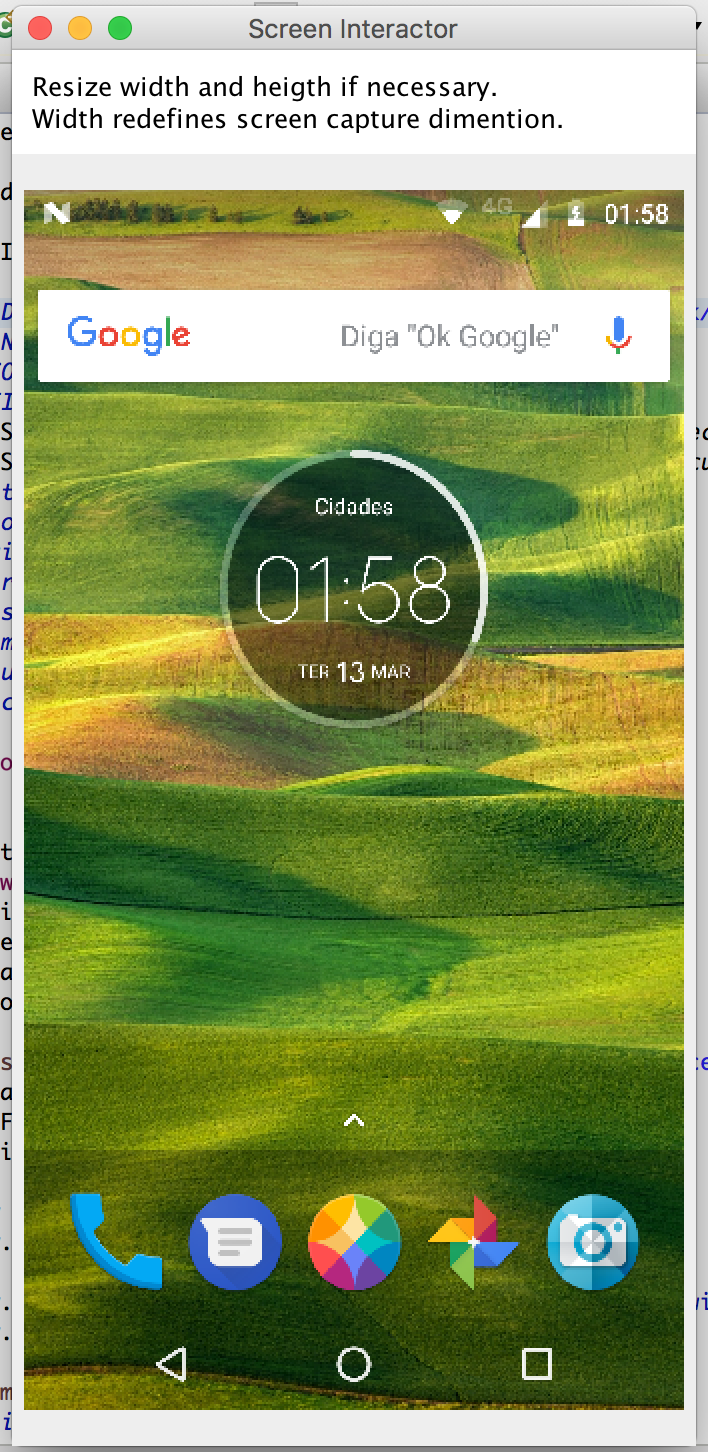 Screen Interactor
Resize width and heigth if necessary.
Width redefines screen capture dimention.
4G 01:58
Google Diga "Ok Google"
Cidades
01:58
TER 13 MAR